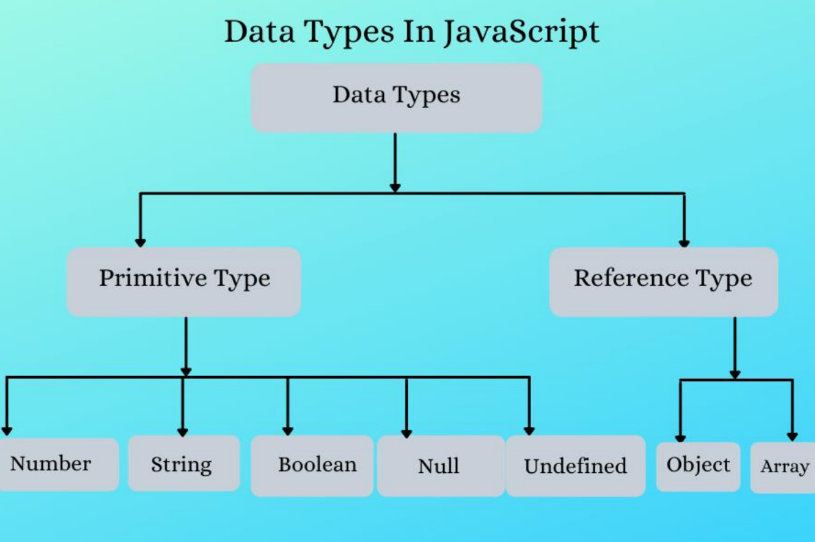 Data Types In JavaScript
Data Types
Primitive Type
Reference Type
Number
String
Boolean
Null
Undefined
Object
Array